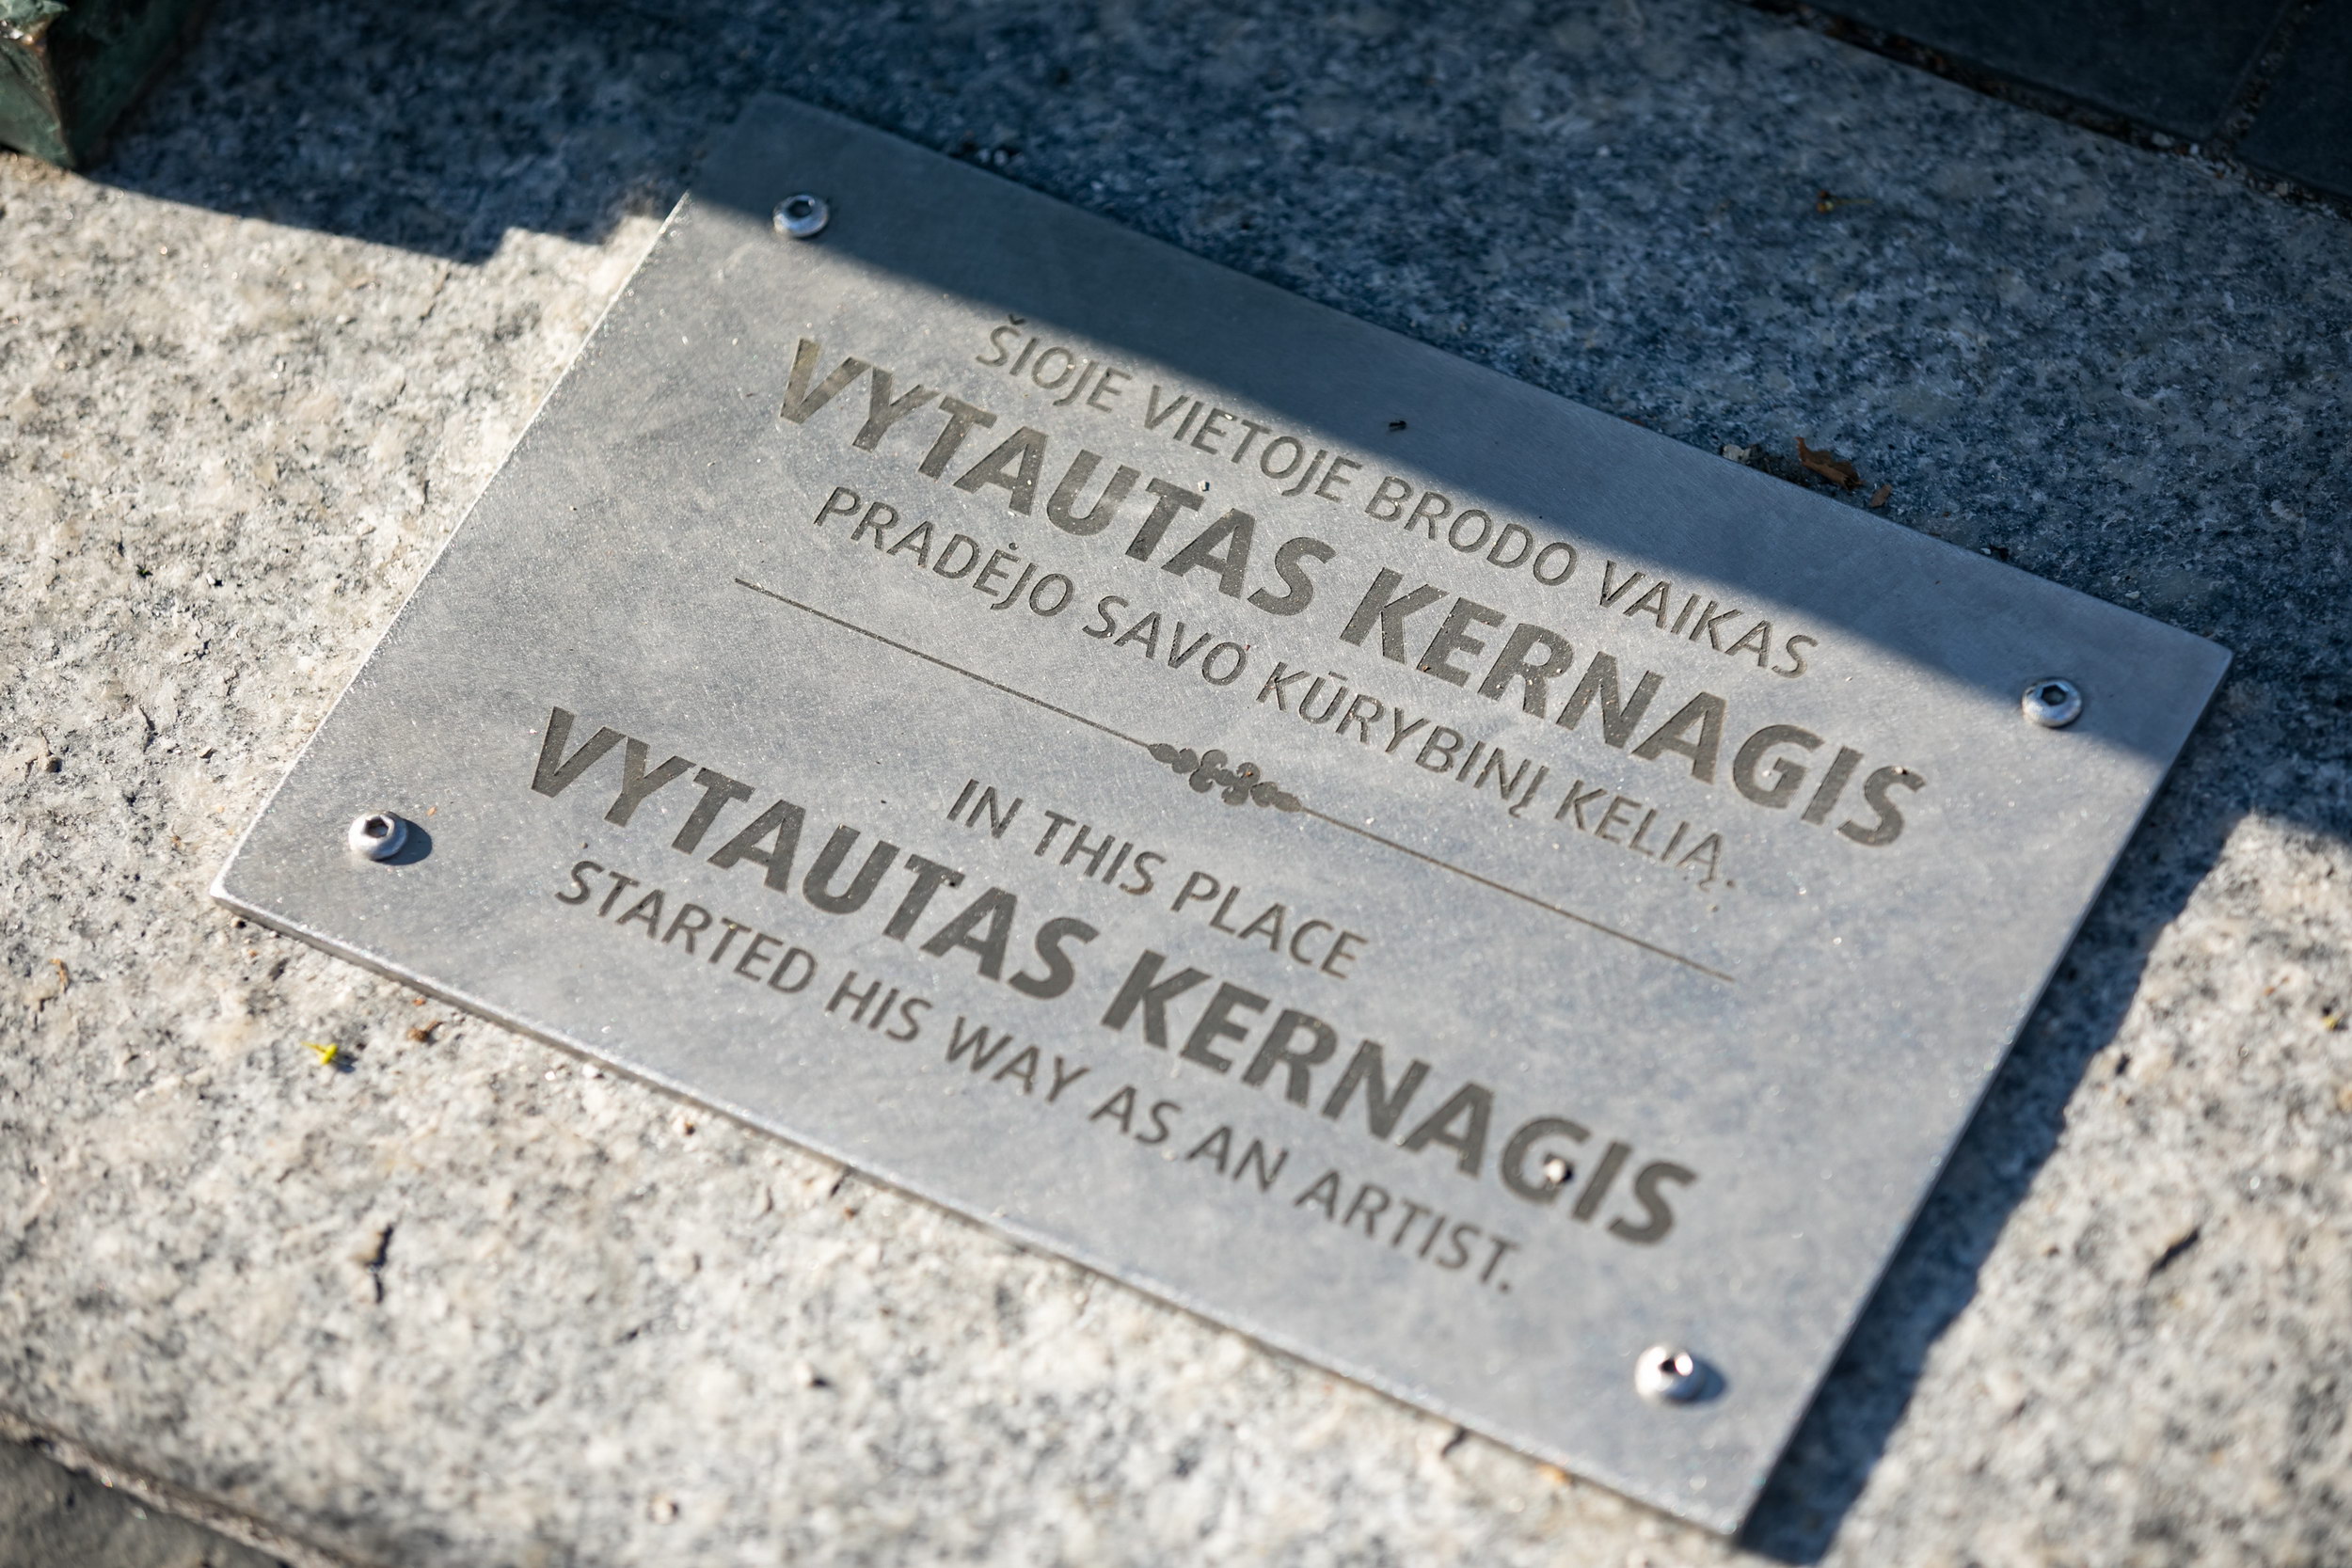 ŠIOJE VIETOJE BRODO VAIKAS
VYTAUTAS KERNAGIS
PRADĖJO SAVO KŪRYBINĮ KELIĄ.
IN THIS PLACE
VYTAUTAS KERNAGIS
STARTED HIS WAY AS AN ARTIST.